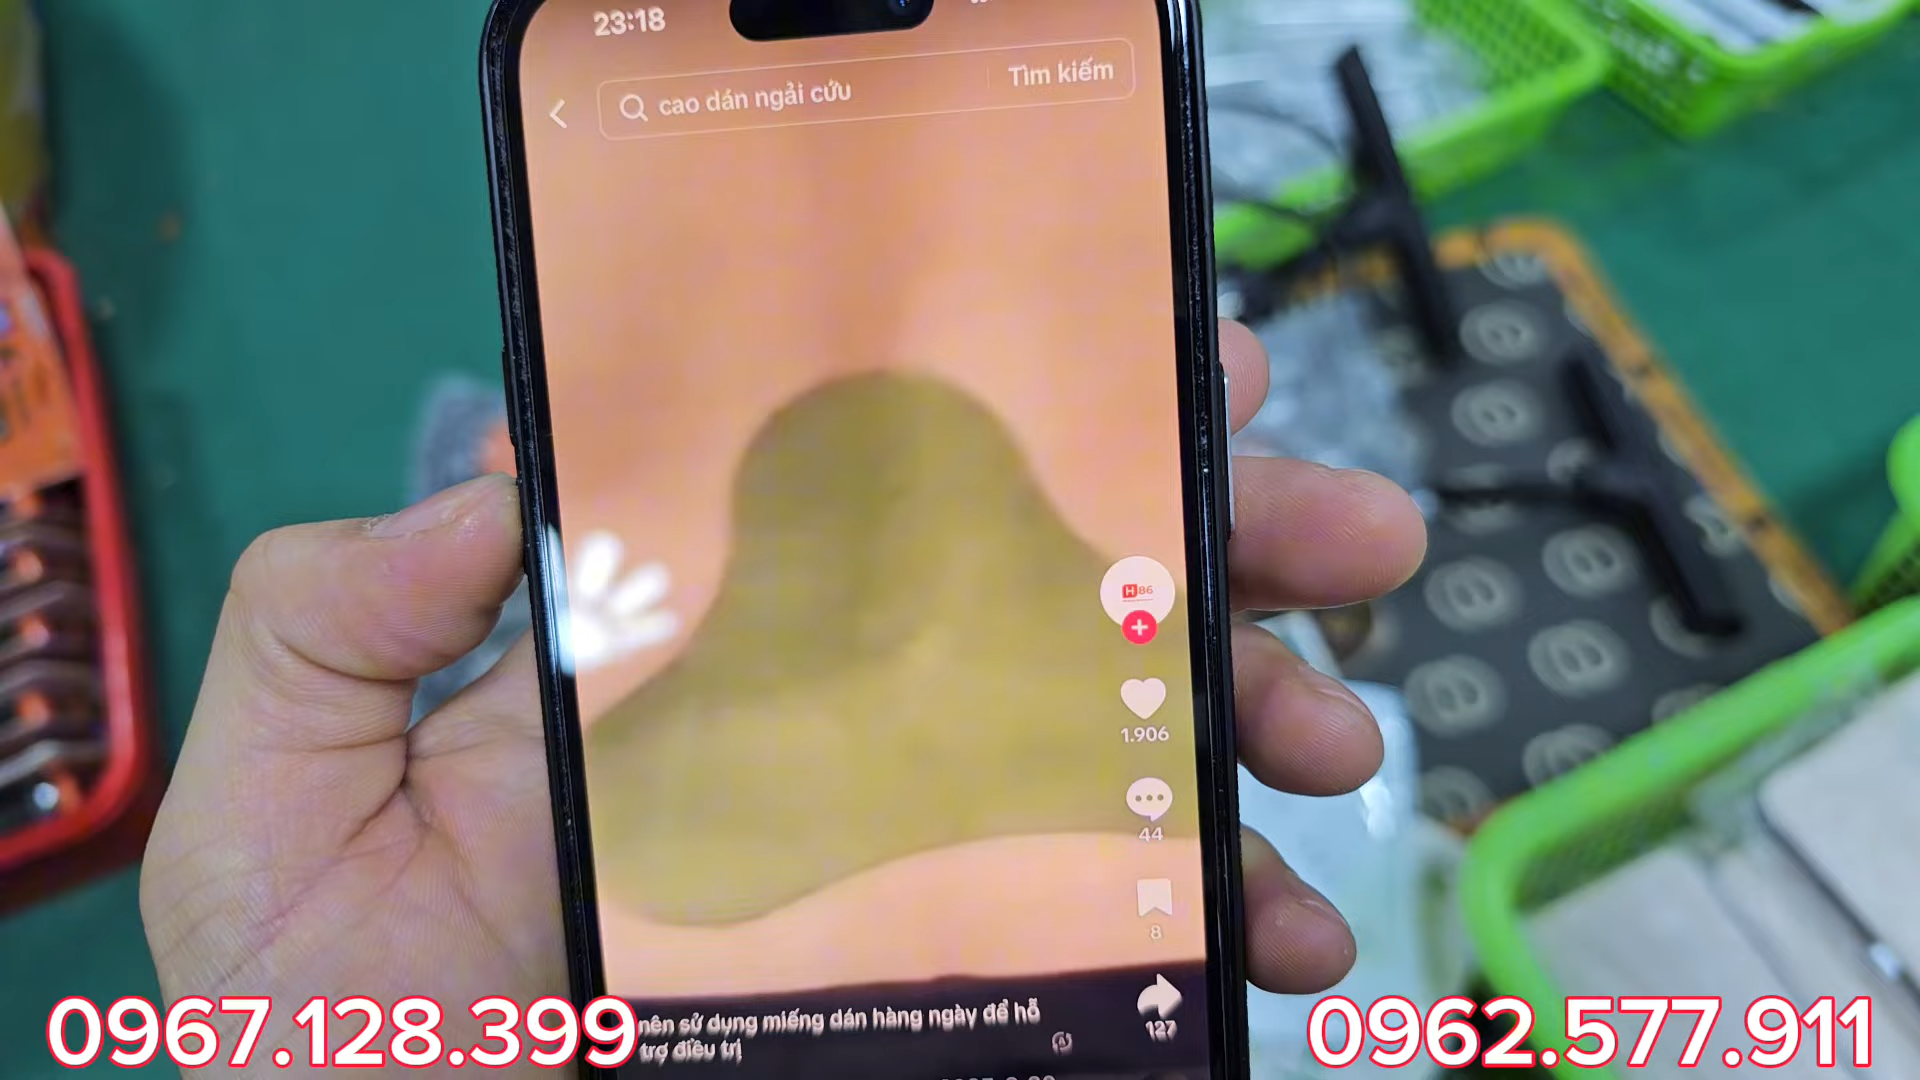 23:18
cao dán ngải cứu
Tìm kiếm
H86
1.906
44
8
127
nên sử dụng miếng dán hàng ngày để hỗ
trợ điều trị
0967.128.399
0962.577.911